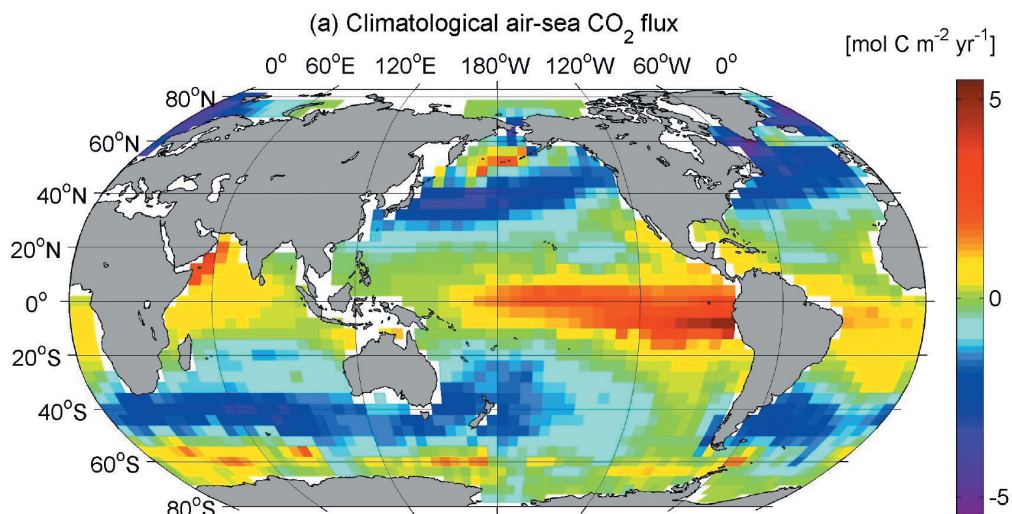 (a) Climatological air-sea CO₂ flux
[mol C m⁻² yr⁻¹]
0° 60°E 120°E 180°W 120°W 60°W 0°
80°N
60°N
40°N
20°N
0°
20°S
40°S
60°S
80°S
5
0
-5